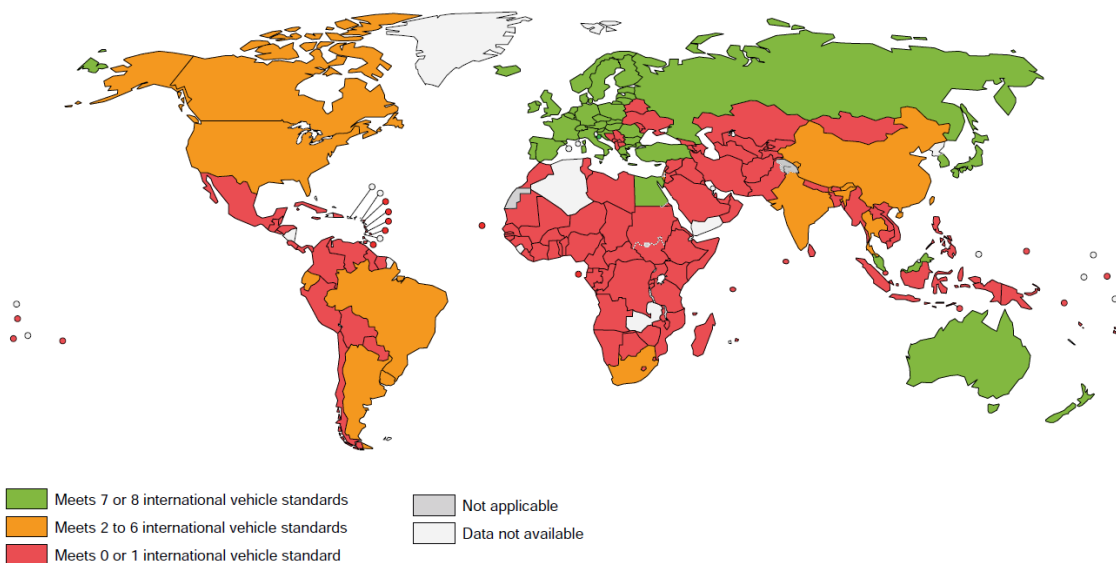 Meets 7 or 8 international vehicle standards
Meets 2 to 6 international vehicle standards
Meets 0 or 1 international vehicle standard
Not applicable
Data not available